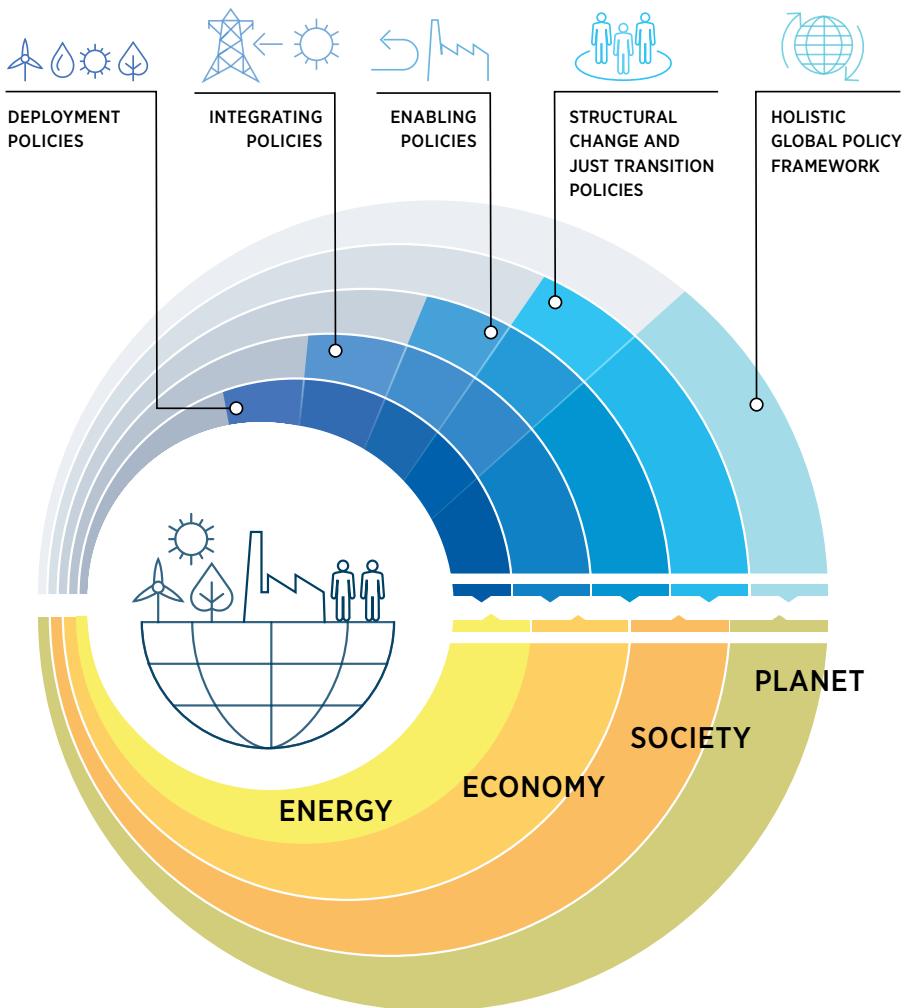 DEPLOYMENT
POLICIES
INTEGRATING
POLICIES
ENABLING
POLICIES
STRUCTURAL
CHANGE AND
JUST TRANSITION
POLICIES
HOLISTIC
GLOBAL POLICY
FRAMEWORK
PLANET
SOCIETY
ECONOMY
ENERGY